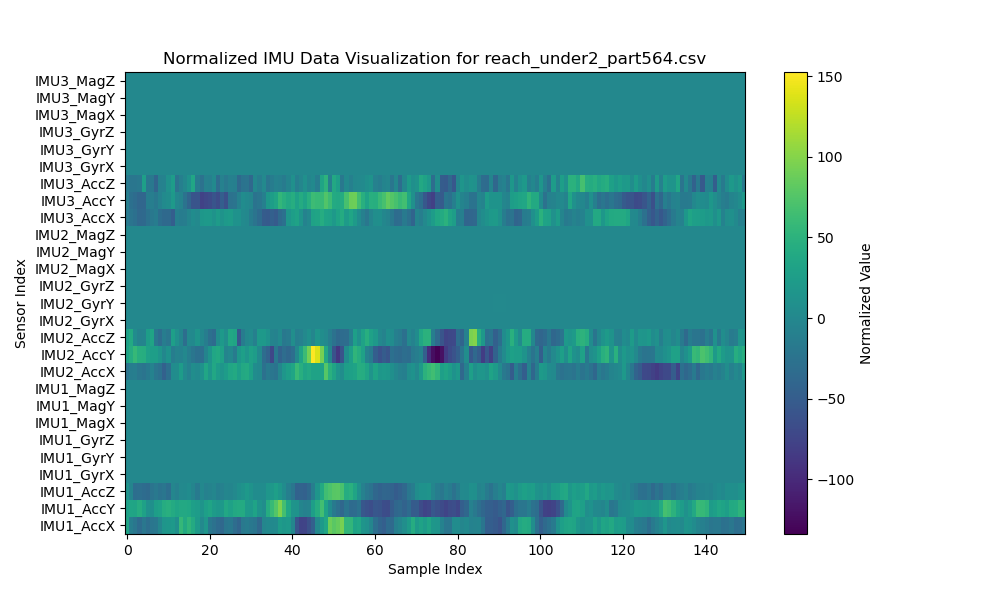 Normalized IMU Data Visualization for reach_under2_part564.csv
IMU3_MagZ
IMU3_MagY
IMU3_MagX
IMU3_GyrZ
IMU3_GyrY
IMU3_GyrX
IMU3_AccZ
IMU3_AccY
IMU3_AccX
IMU2_MagZ
IMU2_MagY
IMU2_MagX
IMU2_GyrZ
IMU2_GyrY
IMU2_GyrX
IMU2_AccZ
IMU2_AccY
IMU2_AccX
IMU1_MagZ
IMU1_MagY
IMU1_MagX
IMU1_GyrZ
IMU1_GyrY
IMU1_GyrX
IMU1_AccZ
IMU1_AccY
IMU1_AccX
Sensor Index
0 20 40 60 80 100 120 140
Sample Index
150
100
50
0
−50
−100
Normalized Value